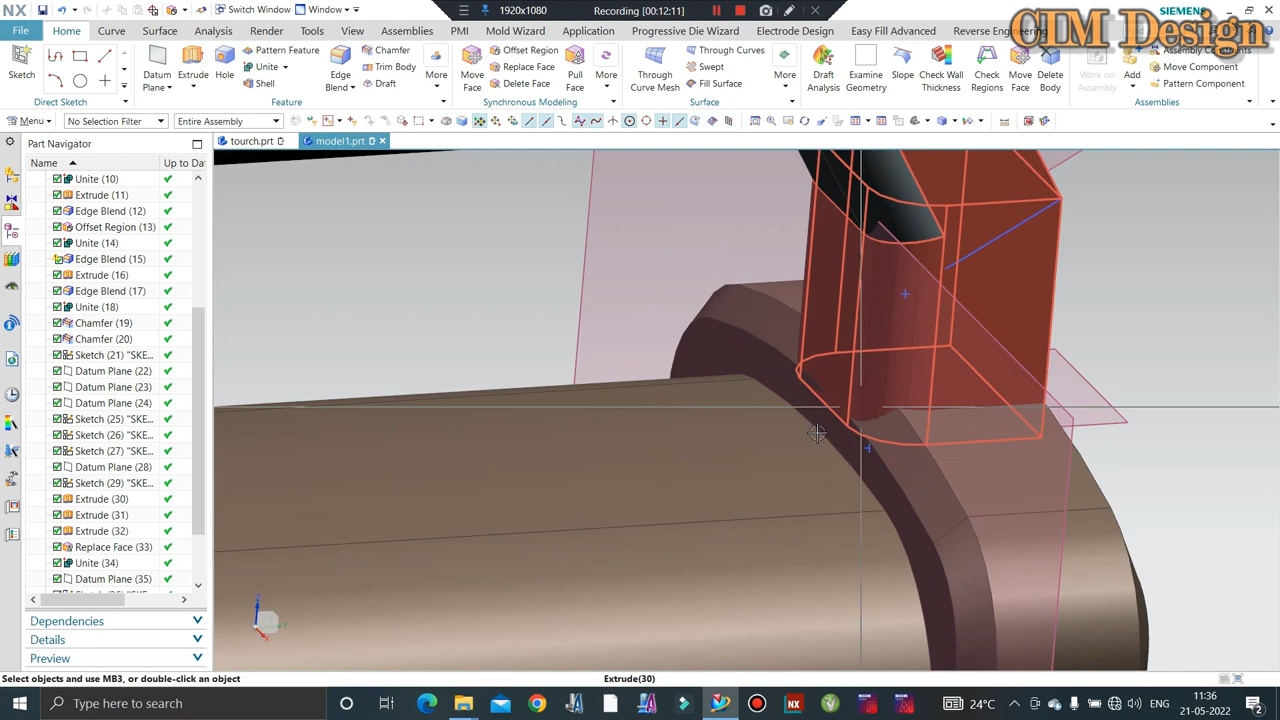 NX
Switch Window
Window
1920x1080
Recording [00:12:11]
SIEMENS
CIM Design
File
Home
Curve
Surface
Analysis
Render
Tools
View
Assemblies
PMI
Mold Wizard
Application
Progressive Die Wizard
Electrode Design
Easy Fill Advanced
Reverse Engineering
Sketch
Direct Sketch
Datum Plane
Extrude
Hole
Pattern Feature
Unite
Shell
Edge Blend
Chamfer
Trim Body
Draft
More
Feature
Move Face
Offset Region
Replace Face
Delete Face
Pull Face
More
Synchronous Modeling
Through Curve Mesh
Through Curves
Swept
Fill Surface
More
Surface
Draft Analysis
Examine Geometry
Slope
Check Wall Thickness
Check Regions
Move Face
Delete Body
Work on Assembly
Add
Assembly Constraints
Move Component
Pattern Component
Assemblies
Menu
No Selection Filter
Entire Assembly
Part Navigator
tourch.prt
model1.prt
Name
Up to Da
Unite (10)
Extrude (11)
Edge Blend (12)
Offset Region (13)
Unite (14)
Edge Blend (15)
Extrude (16)
Edge Blend (17)
Unite (18)
Chamfer (19)
Chamfer (20)
Sketch (21) "SKE...
Datum Plane (22)
Datum Plane (23)
Datum Plane (24)
Sketch (25) "SKE...
Sketch (26) "SKE...
Sketch (27) "SKE...
Datum Plane (28)
Sketch (29) "SKE...
Extrude (30)
Extrude (31)
Extrude (32)
Replace Face (33)
Unite (34)
Datum Plane (35)
Dependencies
Details
Preview
Z
Y
X
Select objects and use MB3, or double-click an object
Extrude(30)
Type here to search
24°C
ENG
11:36
21-05-2022
2